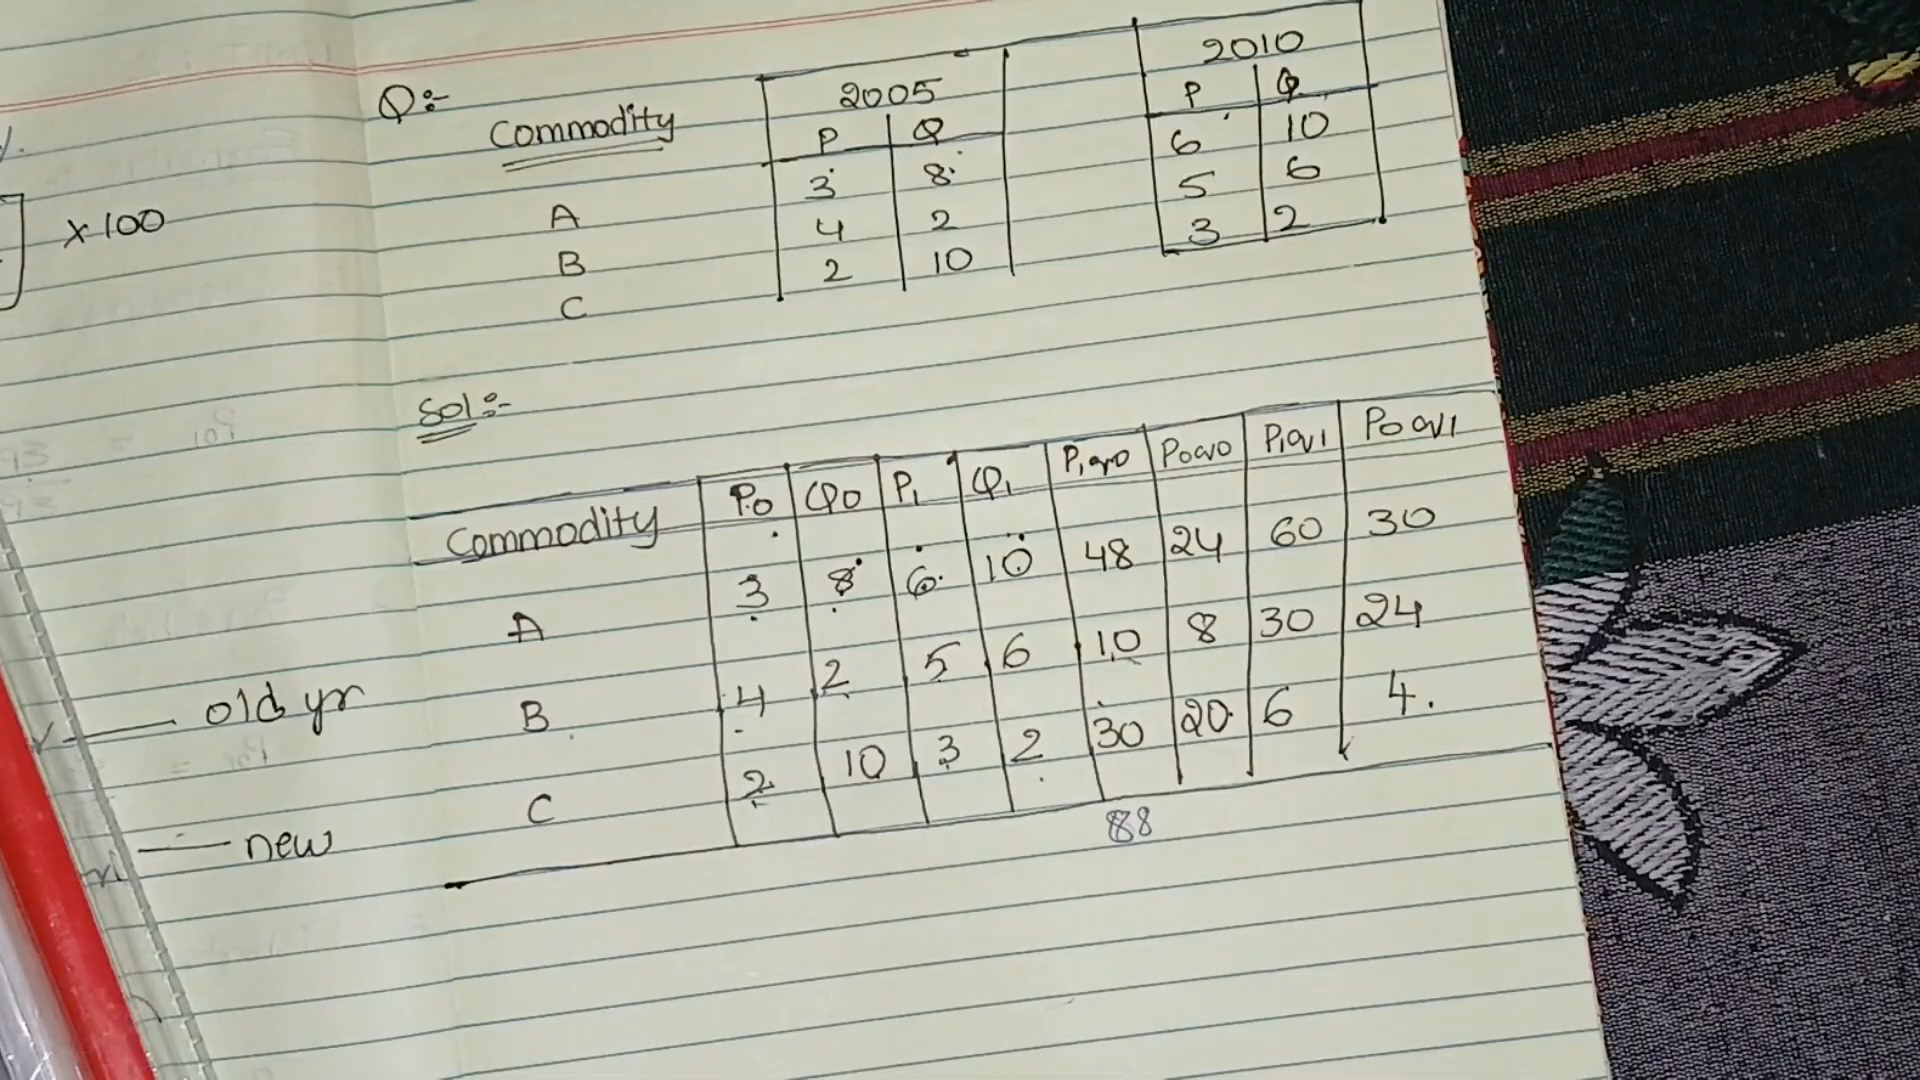 Q:-
Commodity 2005 2010
P Q P Q
A 3 8 6 10
B 4 2 5 6
C 2 10 3 2
x 100
Sol:-
Commodity P0 Q0 P1 Q1 P1q0 P0q0 P1q1 P0q1
A 3 8 6 10 48 24 60 30
B 4 2 5 6 10 8 30 24
C 2 10 3 2 30 20 6 4.
88
old yr
new